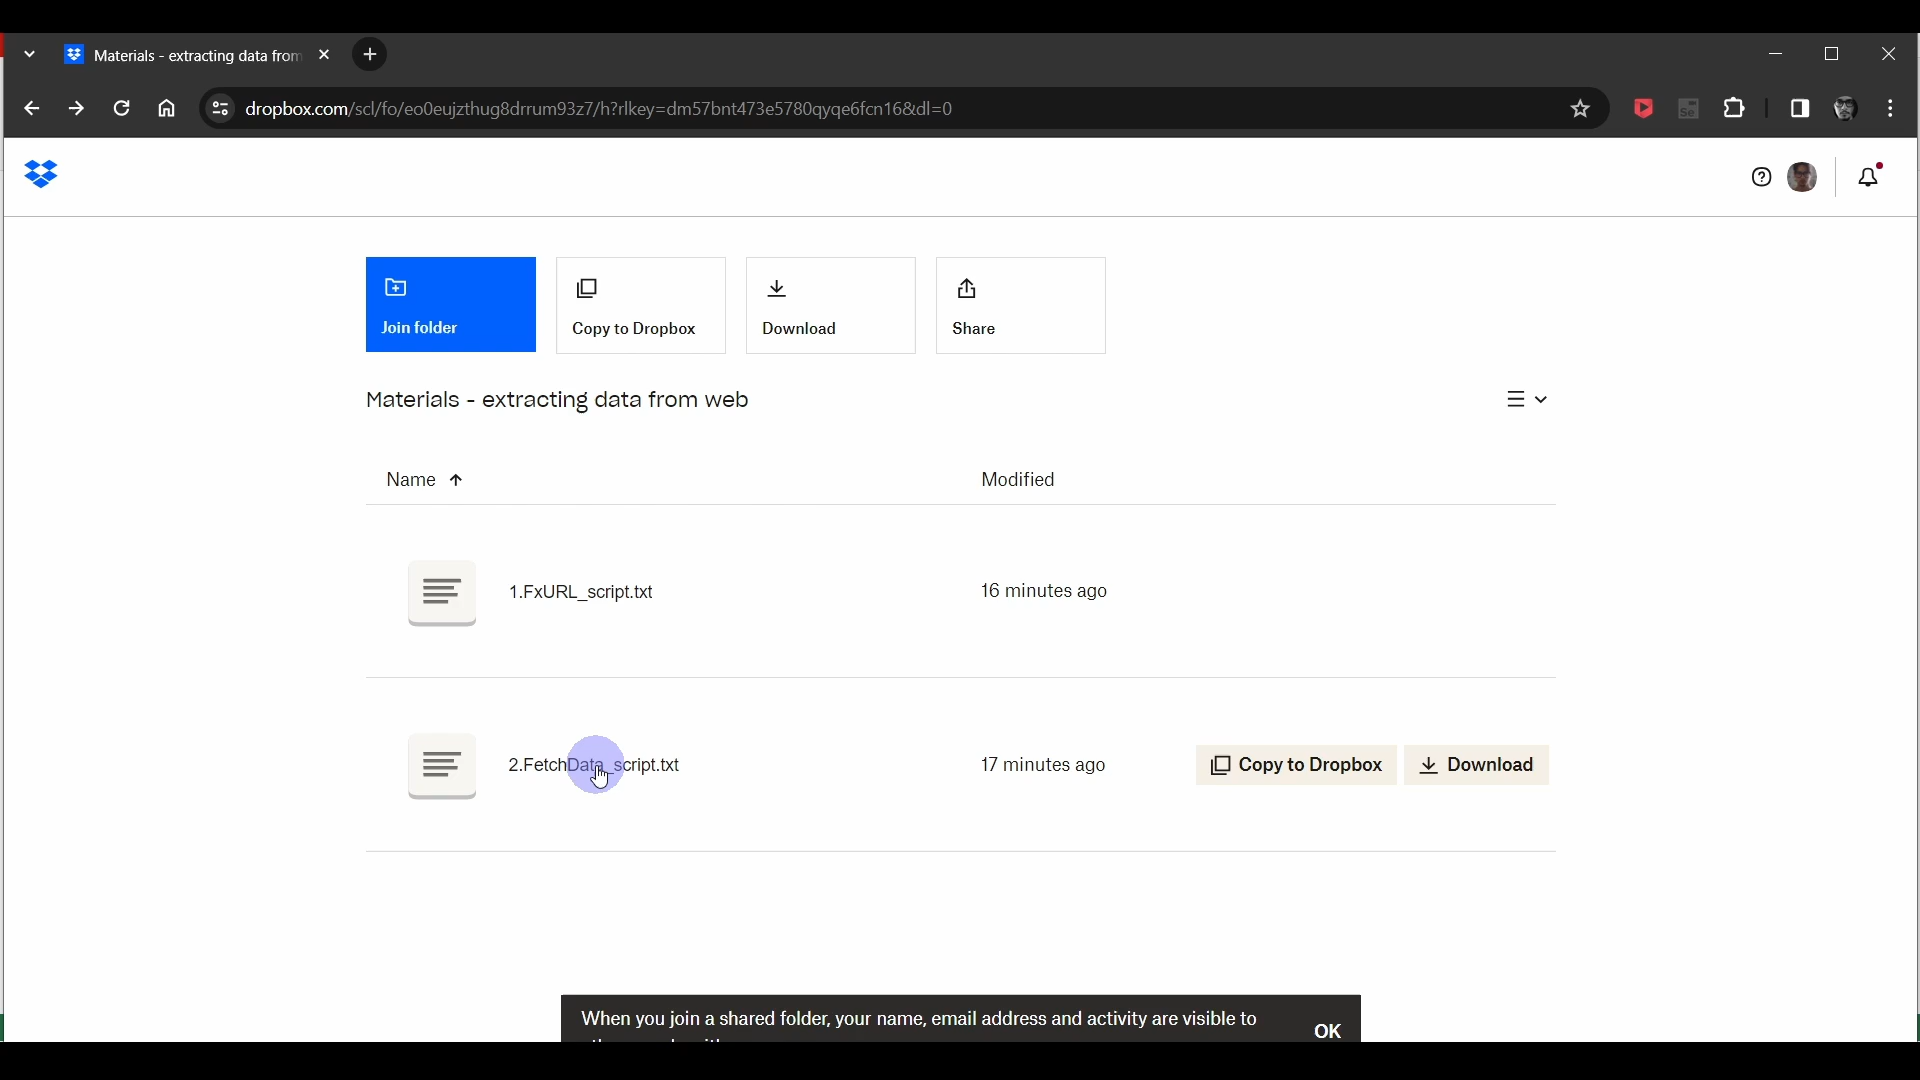 Materials - extracting data from
dropbox.com/scl/fo/eo0eujzthug8drrum93z7/h?rlkey=dm57bnt473e5780qyqe6fcn16&dl=0
Join folder
Copy to Dropbox
Download
Share
Materials - extracting data from web
Name
Modified
1.FxURL_script.txt
16 minutes ago
2.FetchData_script.txt
17 minutes ago
Copy to Dropbox
Download
When you join a shared folder, your name, email address and activity are visible to
OK